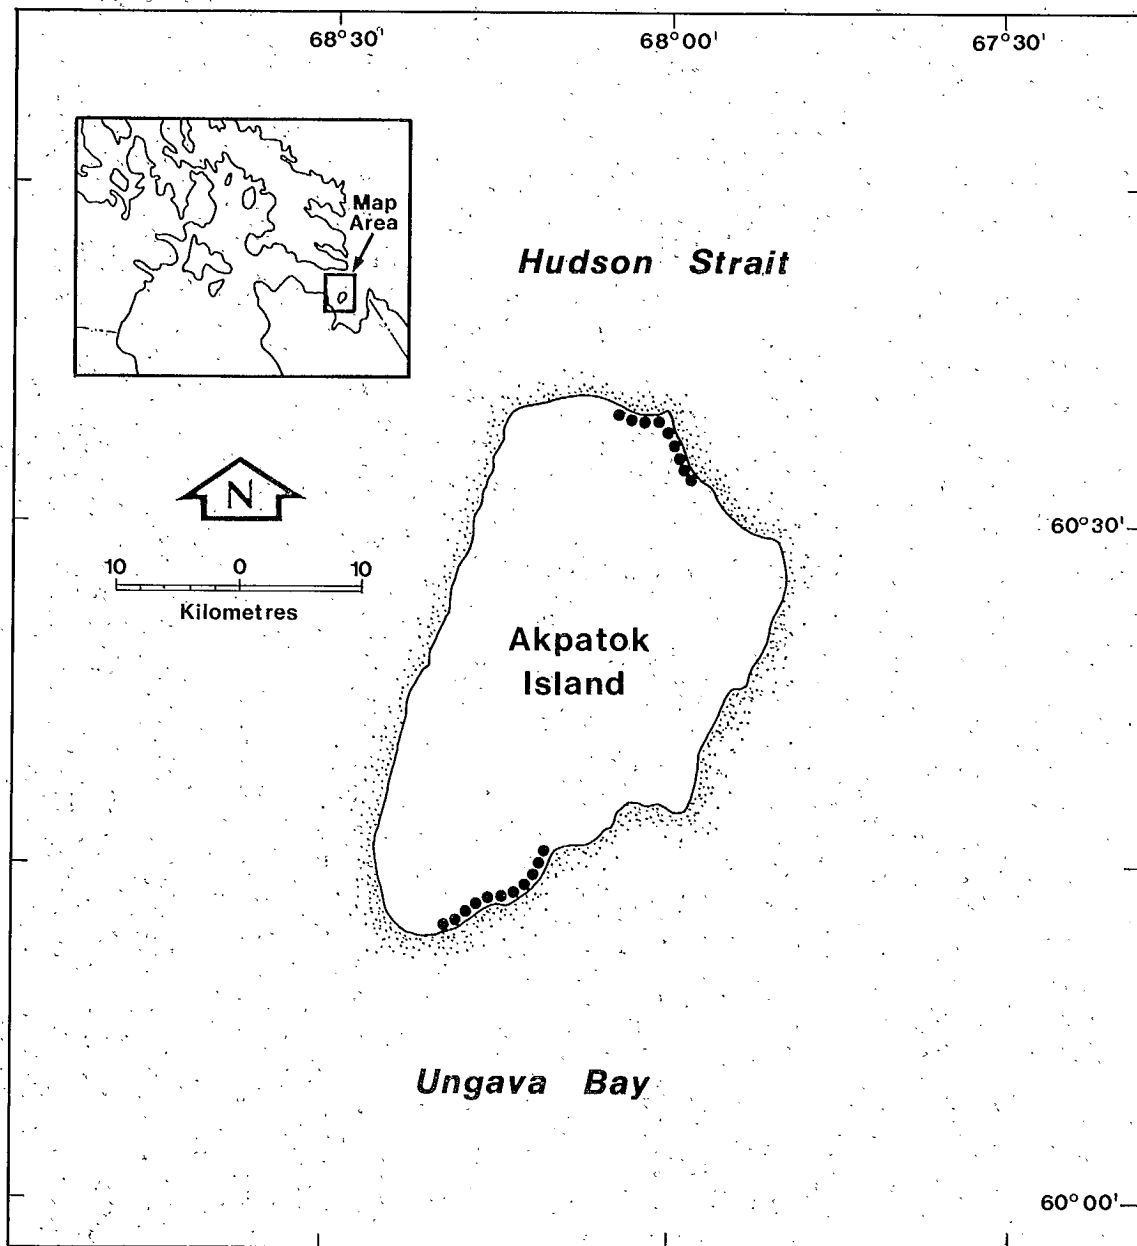 68°30'
68°00'
67°30'
Map
Area
Hudson Strait
N
60°30'
10 0 10
Kilometres
Akpatok
Island
Ungava Bay
60°00'